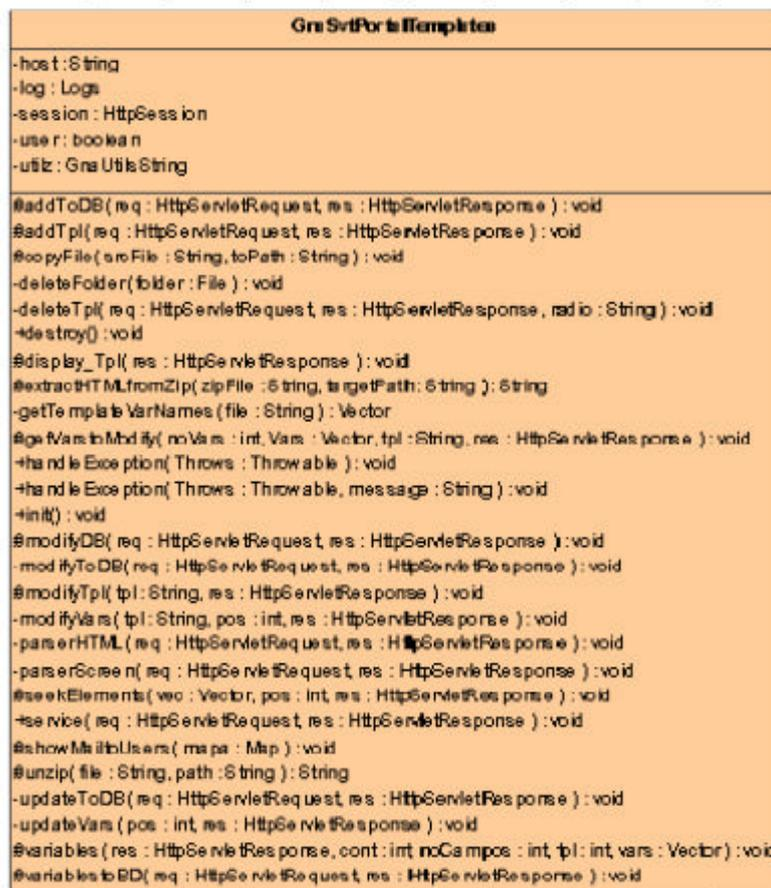 GnaSvtPortalTemplates
-host : String
-log : Logs
-session : HttpSession
-user : boolean
-utilz : GnaUtilsString
#addToDB( req : HttpServletRequest, res : HttpServletResponse ) : void
#addTpl( req : HttpServletRequest, res : HttpServletResponse ) : void
#copyFile( srcFile : String, toPath : String ) : void
-deleteFolder( folder : File ) : void
-deleteTpl( req : HttpServletRequest, res : HttpServletResponse, radio : String ) : void
+destroy() : void
#display_Tpl( res : HttpServletResponse ) : void
#extractHTMLfromZip( zipFile : String, targetPath : String ) : String
-getTemplateVarNames( file : String ) : Vector
#getVarstoModify( noVars : int, Vars : Vector, tpl : String, res : HttpServletResponse ) : void
+handleException( Throws : Throwable ) : void
+handleException( Throws : Throwable, message : String ) : void
+init() : void
#modifyDB( req : HttpServletRequest, res : HttpServletResponse ) : void
-modifyToDB( req : HttpServletRequest, res : HttpServletResponse ) : void
#modifyTpl( tpl : String, res : HttpServletResponse ) : void
-modifyVars( tpl : String, pos : int, res : HttpServletResponse ) : void
-parserHTML( req : HttpServletRequest, res : HttpServletResponse ) : void
-parserScreen( req : HttpServletRequest, res : HttpServletResponse ) : void
#seekElements( vec : Vector, pos : int, res : HttpServletResponse ) : void
+service( req : HttpServletRequest, res : HttpServletResponse ) : void
#showMailtoUsers( mapa : Map ) : void
#unzip( file : String, path : String ) : String
-updateToDB( req : HttpServletRequest, res : HttpServletResponse ) : void
-updateVars( pos : int, res : HttpServletResponse ) : void
#variables( res : HttpServletResponse, cont : int, noCampos : int, tpl : int, vars : Vector ) : void
#variablestoBD( req : HttpServletRequest, res : HttpServletResponse ) : void